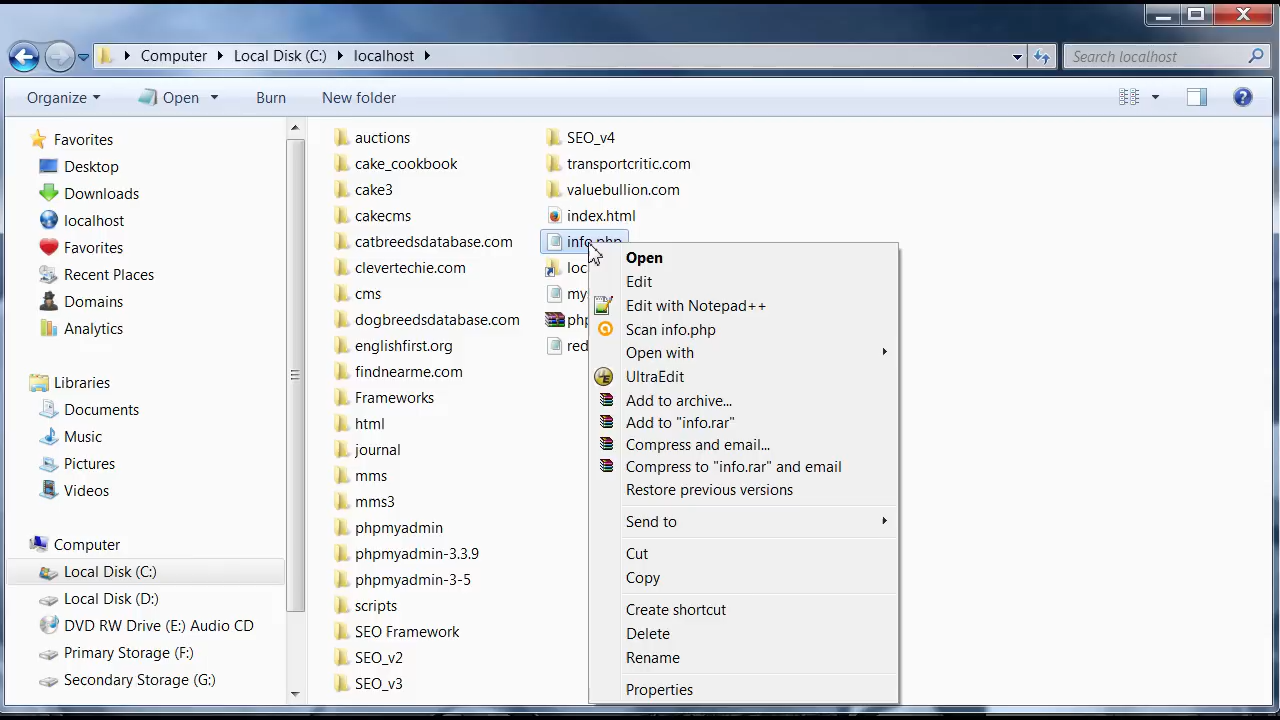 Computer
Local Disk (C:)
localhost
Search localhost
Organize
Open
Burn
New folder
Favorites
Desktop
Downloads
localhost
Favorites
Recent Places
Domains
Analytics
Libraries
Documents
Music
Pictures
Videos
Computer
Local Disk (C:)
Local Disk (D:)
DVD RW Drive (E:) Audio CD
Primary Storage (F:)
Secondary Storage (G:)
auctions
cake_cookbook
cake3
cakecms
catbreedsdatabase.com
clevertechie.com
cms
dogbreedsdatabase.com
englishfirst.org
findnearme.com
Frameworks
html
journal
mms
mms3
phpmyadmin
phpmyadmin-3.3.9
phpmyadmin-3-5
scripts
SEO Framework
SEO_v2
SEO_v3
SEO_v4
transportcritic.com
valuebullion.com
index.html
info.php
loc
my
php
red
Open
Edit
Edit with Notepad++
Scan info.php
Open with
UltraEdit
Add to archive...
Add to "info.rar"
Compress and email...
Compress to "info.rar" and email
Restore previous versions
Send to
Cut
Copy
Create shortcut
Delete
Rename
Properties